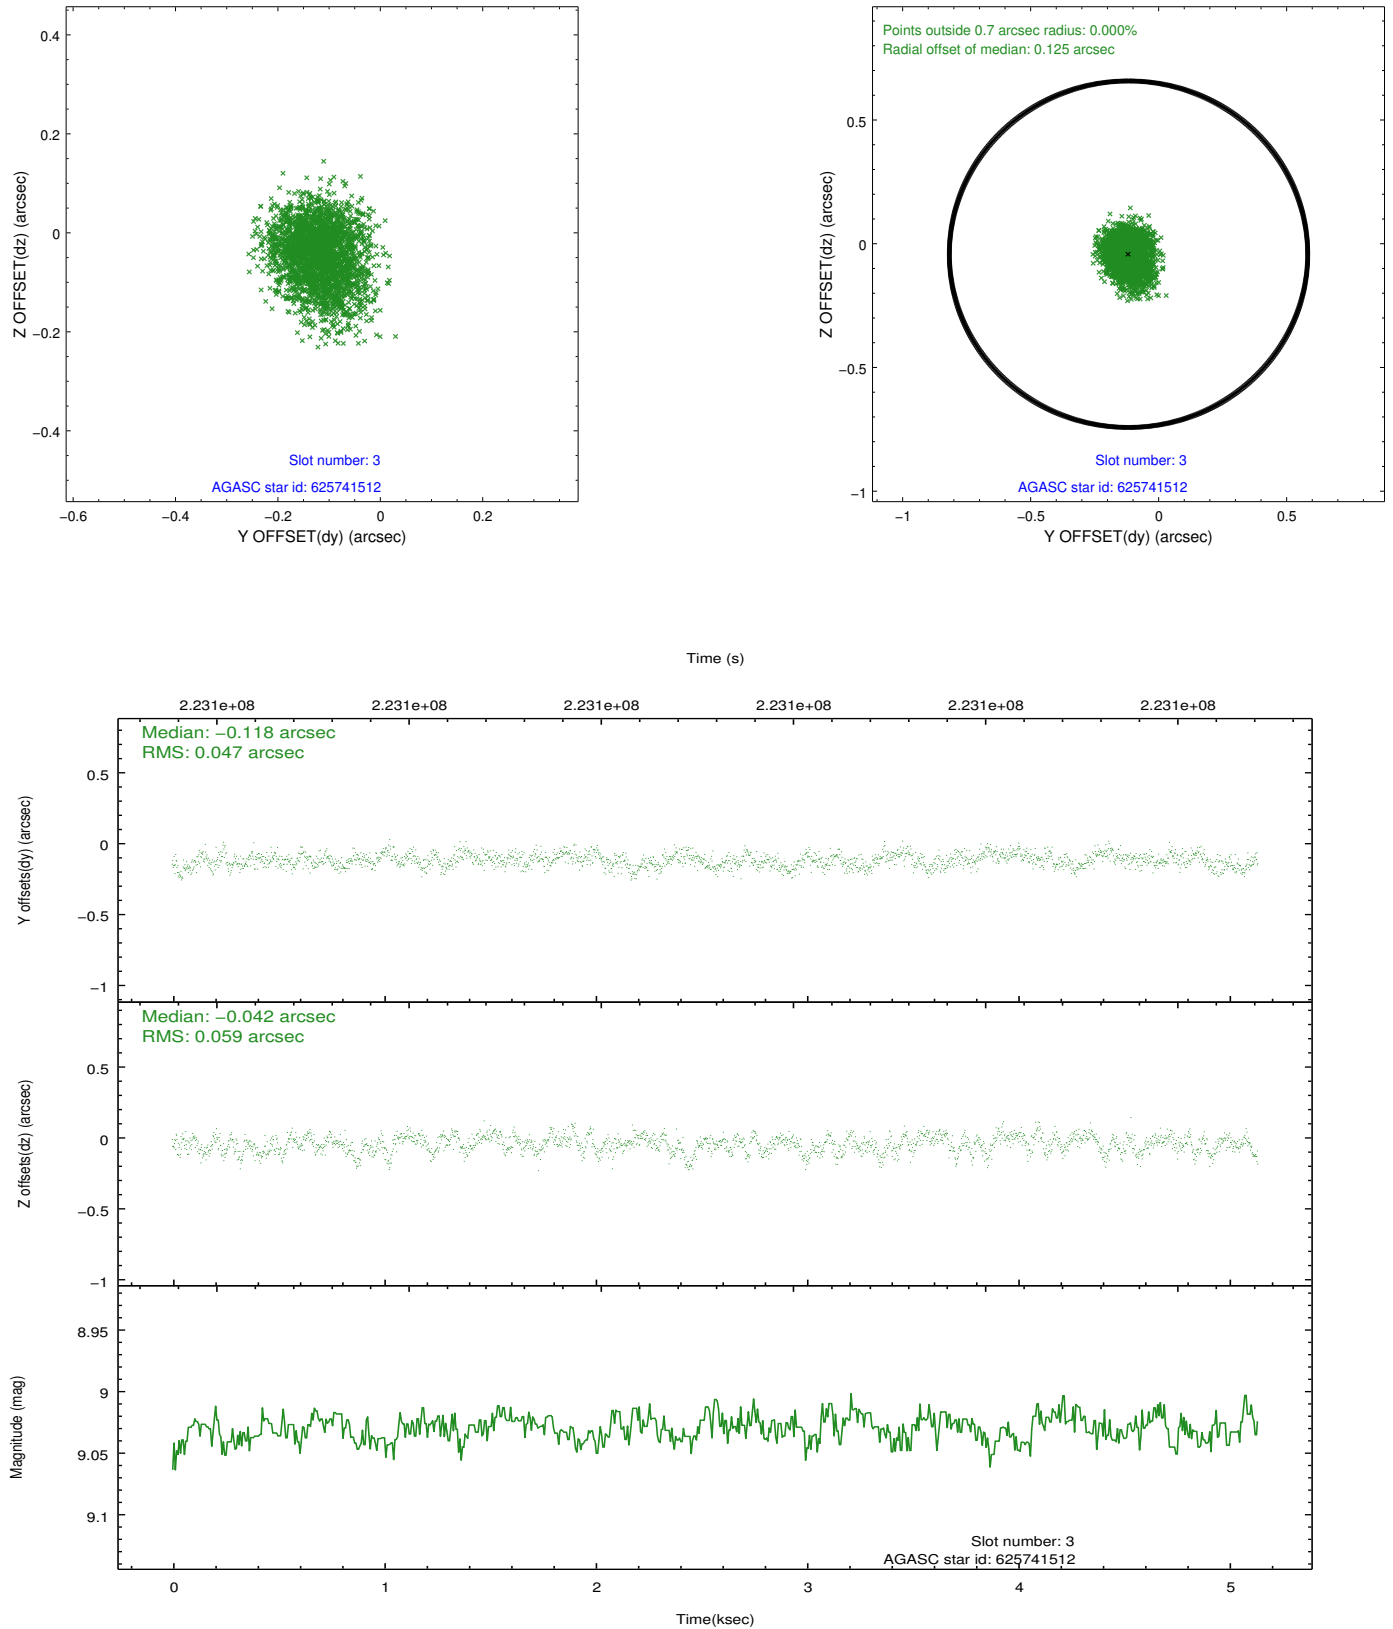 0.4
0.2
0
−0.2
−0.4
Z OFFSET(dz) (arcsec)
Slot number: 3
AGASC star id: 625741512
−0.6
−0.4
−0.2
0
0.2
Y OFFSET(dy) (arcsec)
Points outside 0.7 arcsec radius: 0.000%
Radial offset of median: 0.125 arcsec
0.5
0
−0.5
−1
Z OFFSET(dz) (arcsec)
Slot number: 3
AGASC star id: 625741512
−1
−0.5
0
0.5
Y OFFSET(dy) (arcsec)
Time (s)
2.231e+08
2.231e+08
2.231e+08
2.231e+08
2.231e+08
2.231e+08
Median: −0.118 arcsec
RMS: 0.047 arcsec
0.5
0
−0.5
−1
Y offsets(dy) (arcsec)
Median: −0.042 arcsec
RMS: 0.059 arcsec
0.5
0
−0.5
−1
Z offsets(dz) (arcsec)
8.95
9
9.05
9.1
Magnitude (mag)
Slot number: 3
AGASC star id: 625741512
0
1
2
3
4
5
Time(ksec)